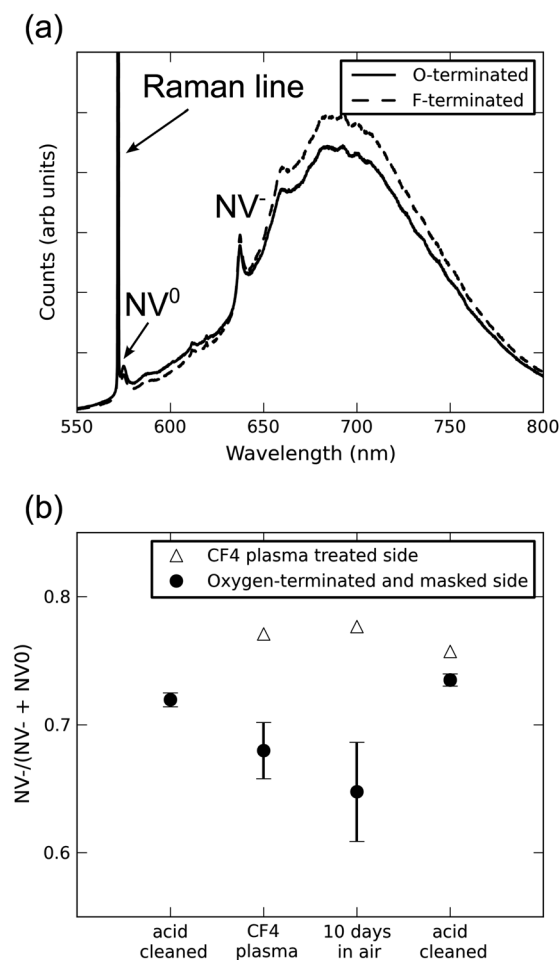 (a)
Raman line
O-terminated
F-terminated
NV-
NV0
Counts (arb units)
550 600 650 700 750 800
Wavelength (nm)
(b)
CF4 plasma treated side
Oxygen-terminated and masked side
NV-/(NV- + NV0)
0.8
0.7
0.6
acid cleaned
CF4 plasma
10 days in air
acid cleaned